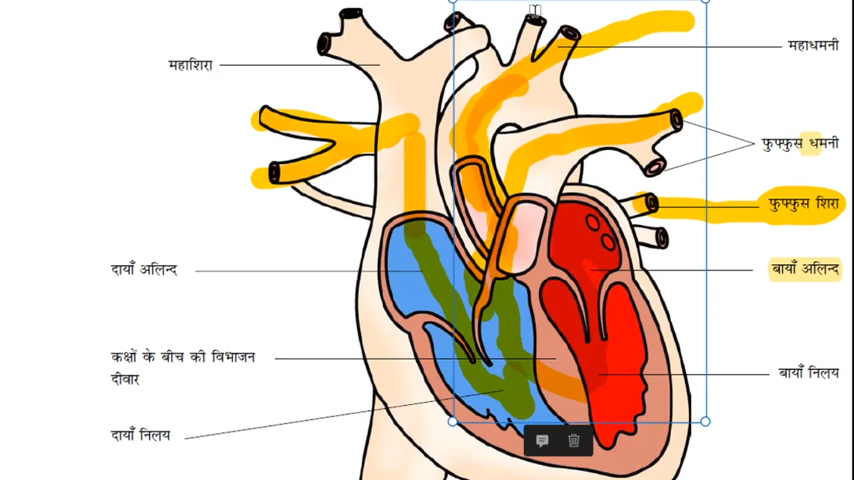 महाधमनी
महाशिरा
फुफ्फुस धमनी
फुफ्फुस शिरा
दायाँ अलिन्द
बायाँ अलिन्द
कक्षों के बीच की विभाजन
दीवार
बायाँ निलय
दायाँ निलय